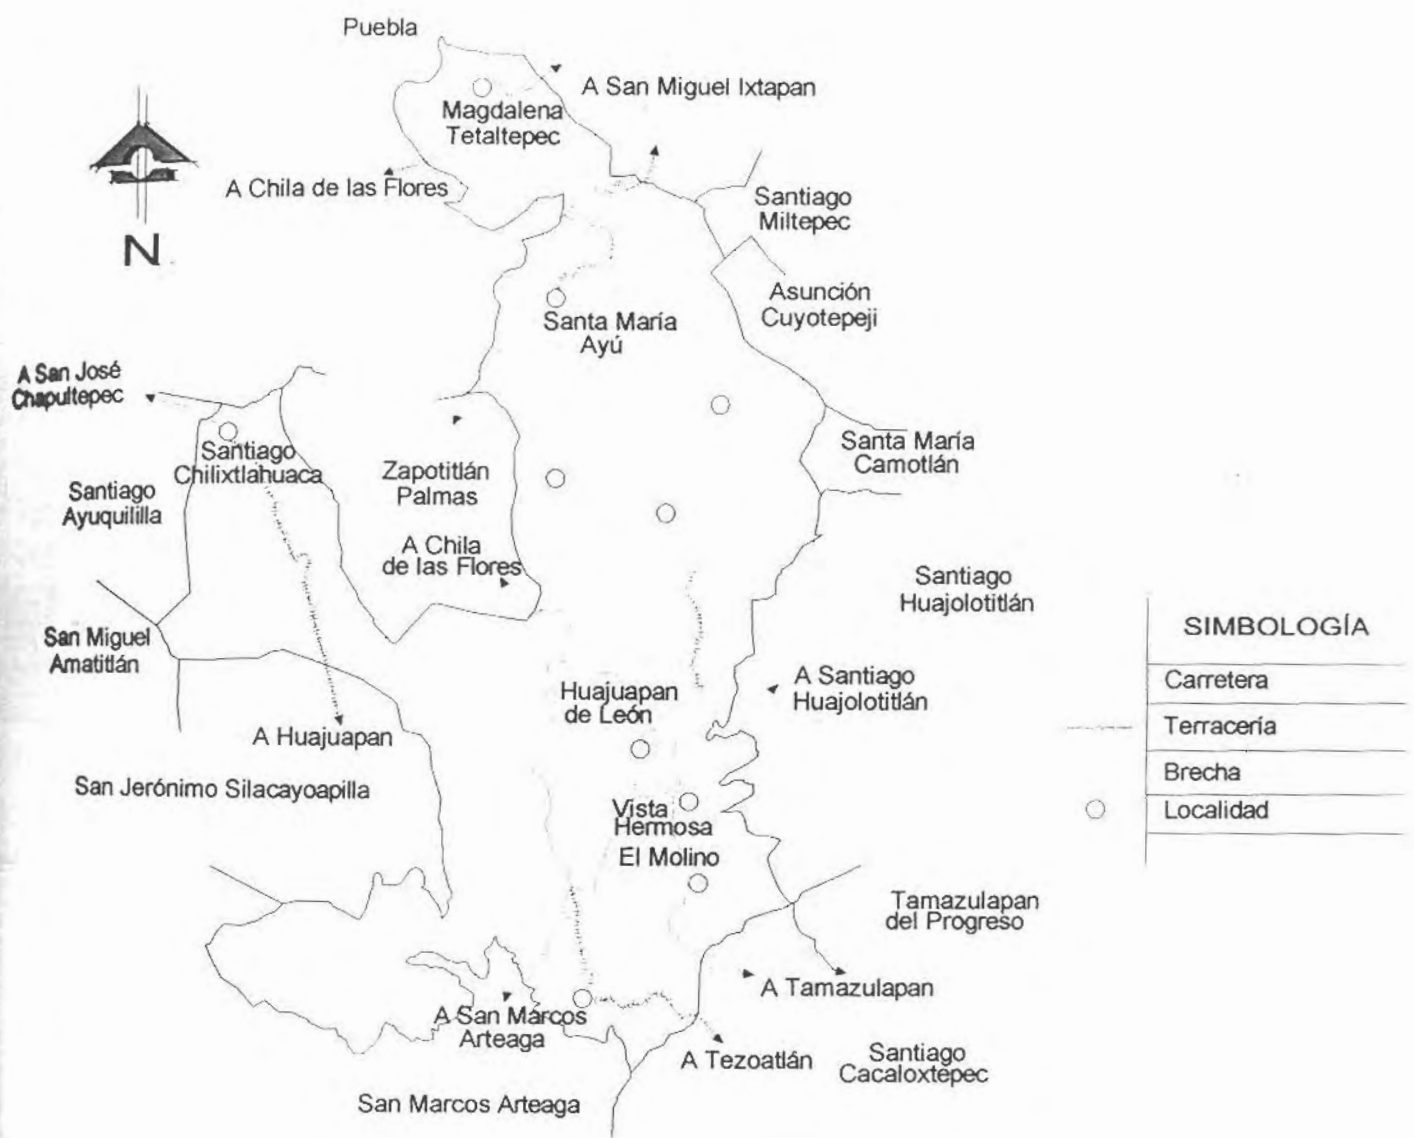 Puebla
A San Miguel Ixtapan
Magdalena
Tetaltepec
A Chila de las Flores
N
Santiago
Miltepec
Asunción
Cuyotepeji
Santa María
Ayú
A San José
Chapultepec
Santiago
Chilixtlahuaca
Santiago
Ayuquililla
Zapotitlán
Palmas
Santa María
Camotlán
A Chila
de las Flores
Santiago
Huajolotitlán
San Miguel
Amatitlán
Huajuapan
de León
A Santiago
Huajolotitlán
A Huajuapan
San Jerónimo Silacayoapilla
Vista
Hermosa
El Molino
Tamazulapan
del Progreso
A Tamazulapan
A San Marcos
Arteaga
A Tezoatlán
Santiago
Cacaloxtepec
San Marcos Arteaga
SIMBOLOGÍA
Carretera
Terracería
Brecha
Localidad